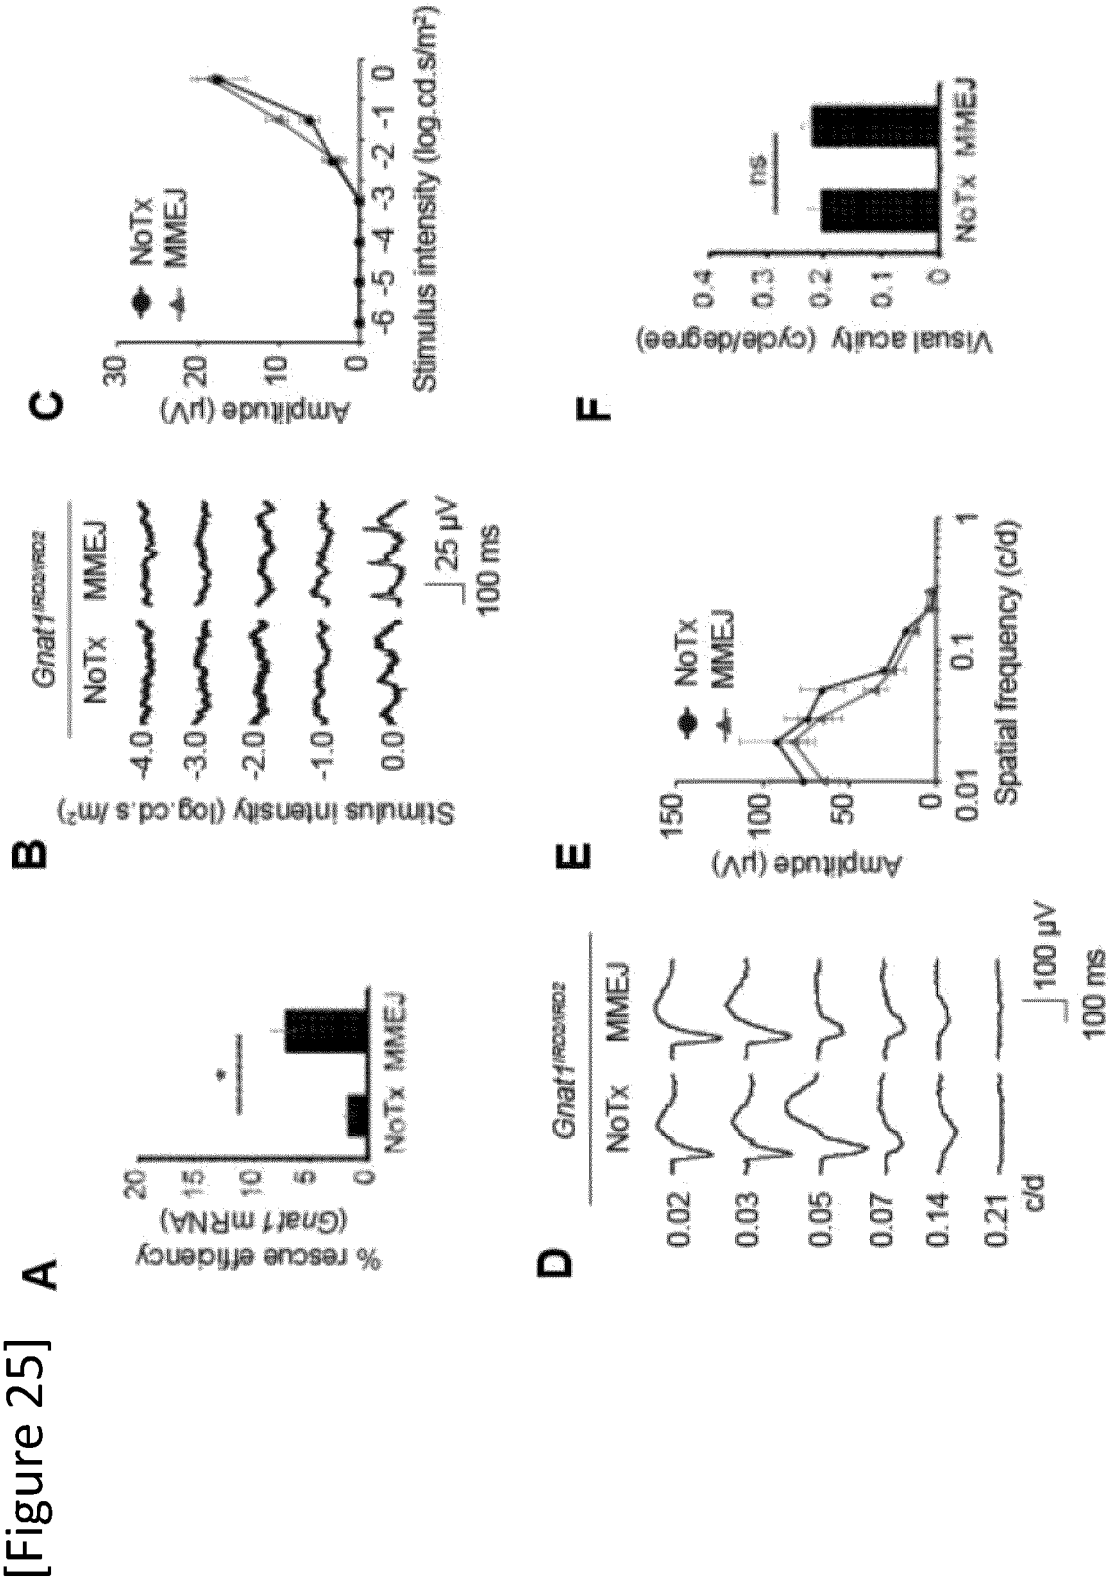 [Figure 25]
A
% rescue efficiency
(Gnat1 mRNA)
20
15
10
5
0
*
NoTx MMEJ
B
Gnat1^IRD2/IRD2
NoTx MMEJ
Stimulus intensity (log.cd.s/m²)
-4.0
-3.0
-2.0
-1.0
0.0
25 µV
100 ms
C
NoTx
MMEJ
Amplitude (µV)
30
20
10
0
-6 -5 -4 -3 -2 -1 0
Stimulus intensity (log.cd.s/m²)
D
Gnat1^IRD2/IRD2
NoTx MMEJ
0.02
0.03
0.05
0.07
0.14
0.21
c/d
100 µV
100 ms
E
NoTx
MMEJ
Amplitude (µV)
150
100
50
0
0.01 0.1 1
Spatial frequency (c/d)
F
Visual acuity (cycle/degree)
0.4
0.3
0.2
0.1
0
ns
NoTx MMEJ